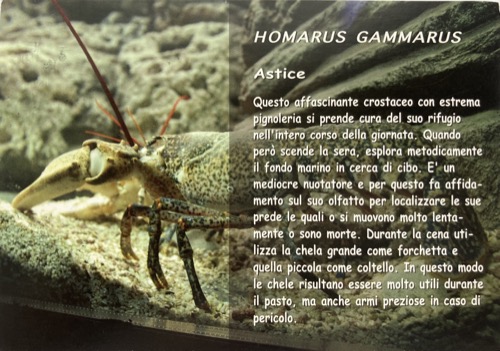 HOMARUS GAMMARUS
Astice
Questo affascinante crostaceo con estrema
pignoleria si prende cura del suo rifugio
nell'intero corso della giornata. Quando
però scende la sera, esplora metodicamente
il fondo marino in cerca di cibo. E' un
mediocre nuotatore e per questo fa affida-
mento sul suo olfatto per localizzare le sue
prede le quali o si muovono molto lenta-
mente o sono morte. Durante la cena uti-
lizza la chela grande come forchetta e
quella piccola come coltello. In questo modo
le chele risultano essere molto utili durante
il pasto, ma anche armi preziose in caso di
pericolo.